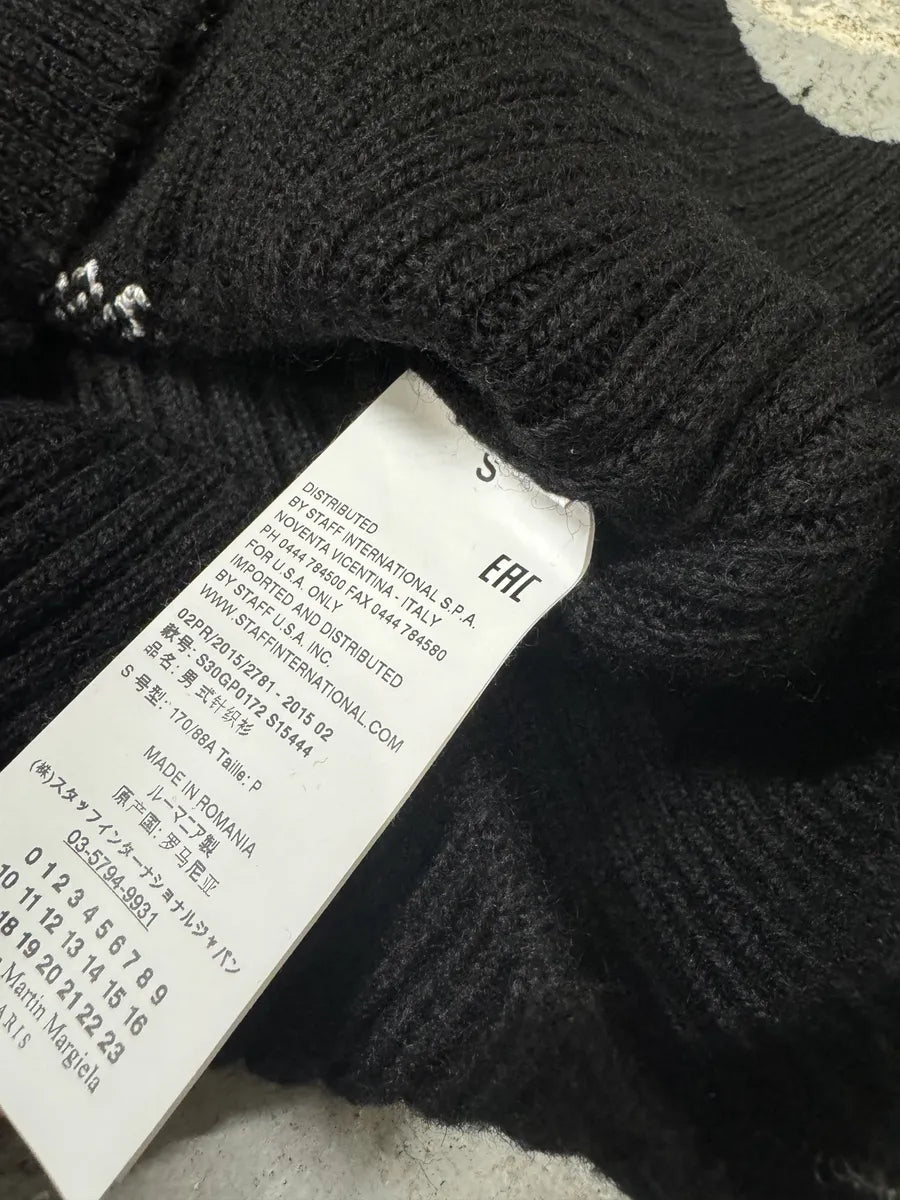 S
EAC
DISTRIBUTED
BY STAFF INTERNATIONAL S.P.A.
NOVENTA VICENTINA - ITALY
PH 0444 784500 FAX 0444 784580
FOR U.S.A. ONLY
IMPORTED AND DISTRIBUTED
BY STAFF U.S.A. INC.
WWW.STAFFINTERNATIONAL.COM
02PR/2015/2781 - 2015 02
款号: S30GP0172 S15444
品名: 男 式针织衫
S 号型: 170/88A Taille: P
MADE IN ROMANIA
ルーマニア製
原产国: 罗马尼亚
(株)スタッフインターナショナルジャパン
03-5794-9931
0 1 2 3 4 5 6 7 8 9
10 11 12 13 14 15 16
18 19 20 21 22 23
Martin Margiela